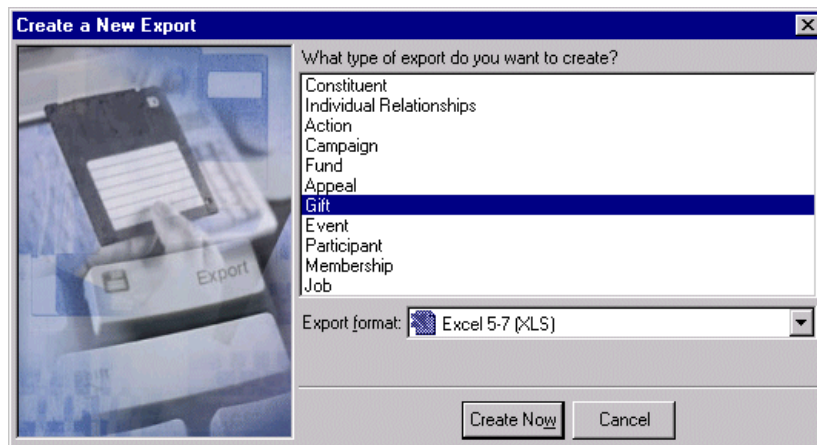 Create a New Export
What type of export do you want to create?
Constituent
Individual Relationships
Action
Campaign
Fund
Appeal
Gift
Event
Participant
Membership
Job
Export
Export format: Excel 5-7 (XLS)
Create Now Cancel